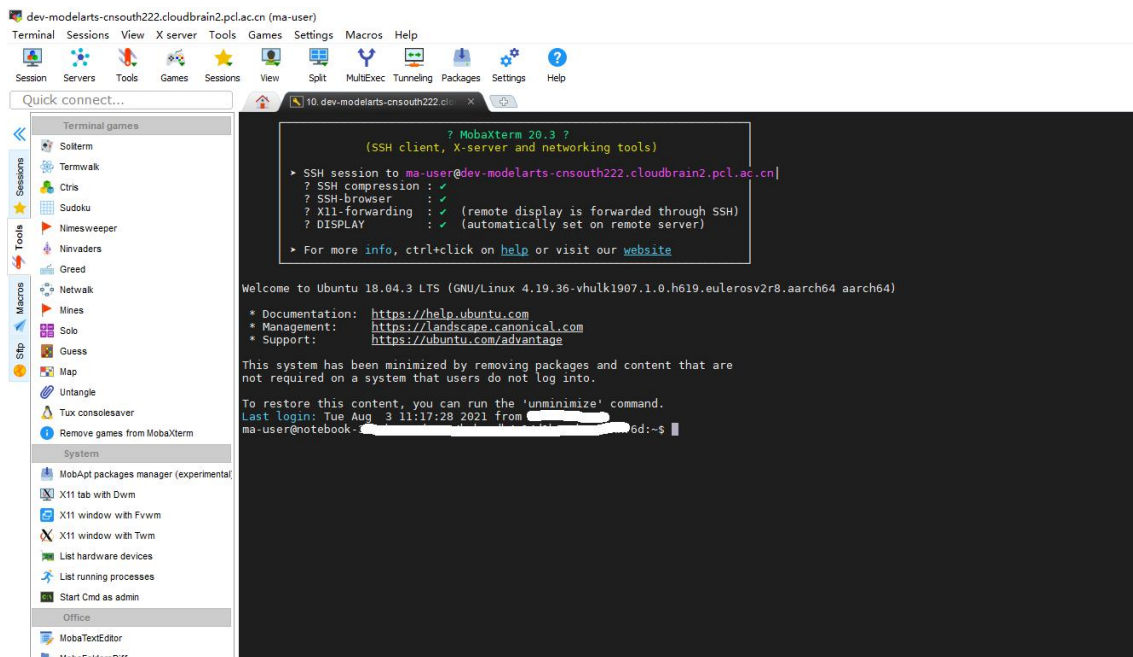 dev-modelarts-cnsouth222.cloudbrain2.pcl.ac.cn (ma-user)
Terminal Sessions View X server Tools Games Settings Macros Help
Session Servers Tools Games Sessions View Split MultiExec Tunneling Packages Settings Help
Quick connect...
10. dev-modelarts-cnsouth222.clo
Sessions
Tools
Macros
Sftp
Terminal games
Soliterm
Termwalk
Ctris
Sudoku
Nimesweeper
Ninvaders
Greed
Netwalk
Mines
Solo
Guess
Map
Untangle
Tux consolesaver
Remove games from MobaXterm
System
MobApt packages manager (experimental)
X11 tab with Dwm
X11 window with Fvwm
X11 window with Twm
List hardware devices
List running processes
Start Cmd as admin
Office
MobaTextEditor
? MobaXterm 20.3 ?
(SSH client, X-server and networking tools)
➤ SSH session to ma-user@dev-modelarts-cnsouth222.cloudbrain2.pcl.ac.cn
? SSH compression : ✔
? SSH-browser : ✔
? X11-forwarding : ✔ (remote display is forwarded through SSH)
? DISPLAY : ✔ (automatically set on remote server)
➤ For more info, ctrl+click on help or visit our website
Welcome to Ubuntu 18.04.3 LTS (GNU/Linux 4.19.36-vhulk1907.1.0.h619.eulerosv2r8.aarch64 aarch64)
* Documentation: https://help.ubuntu.com
* Management: https://landscape.canonical.com
* Support: https://ubuntu.com/advantage
This system has been minimized by removing packages and content that are
not required on a system that users do not log into.
To restore this content, you can run the 'unminimize' command.
Last login: Tue Aug 3 11:17:28 2021 from
ma-user@notebook- 6d:~$